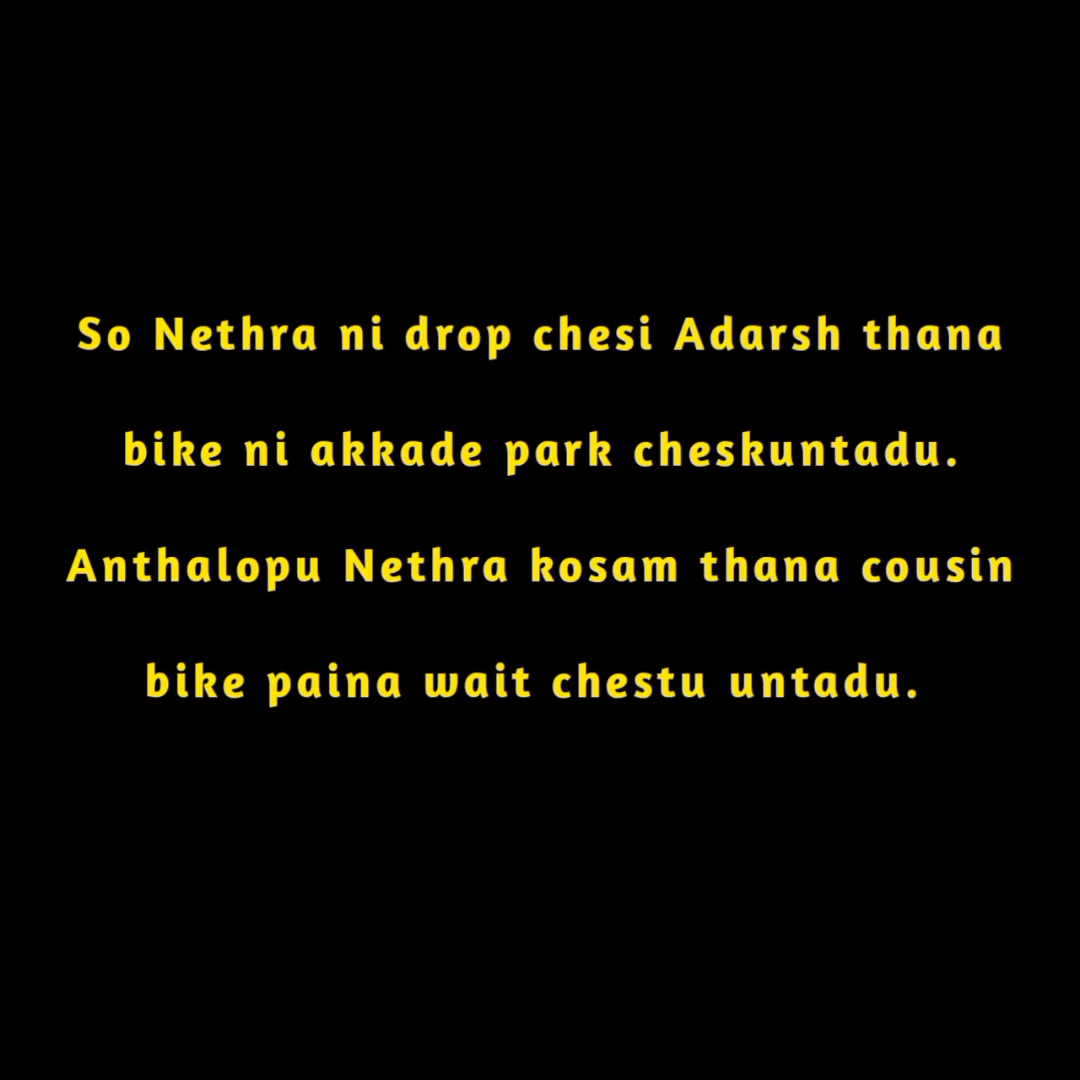 So Nethra ni drop chesi Adarsh thana
bike ni akkade park cheskuntadu.
Anthalopu Nethra kosam thana cousin
bike paina wait chestu untadu.